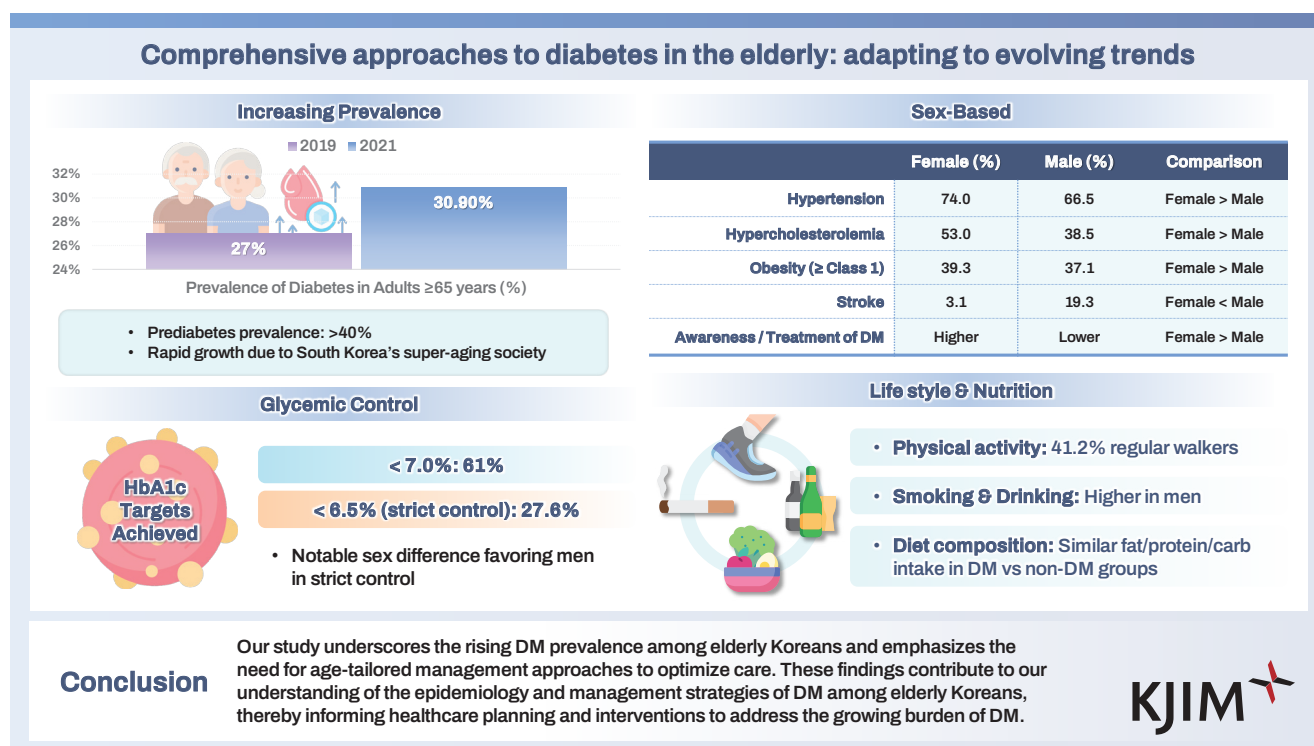 Comprehensive approaches to diabetes in the elderly: adapting to evolving trends
Increasing Prevalence
2019 2021
32%
30%
28%
26%
24%
27%
30.90%
Prevalence of Diabetes in Adults ≥65 years (%)
• Prediabetes prevalence: >40%
• Rapid growth due to South Korea's super-aging society
Glycemic Control
HbA1c
Targets
Achieved
< 7.0%: 61%
< 6.5% (strict control): 27.6%
• Notable sex difference favoring men
in strict control
Sex-Based
Female (%) Male (%) Comparison
Hypertension 74.0 66.5 Female > Male
Hypercholesterolemia 53.0 38.5 Female > Male
Obesity (≥ Class 1) 39.3 37.1 Female > Male
Stroke 3.1 19.3 Female < Male
Awareness / Treatment of DM Higher Lower Female > Male
Life style & Nutrition
• Physical activity: 41.2% regular walkers
• Smoking & Drinking: Higher in men
• Diet composition: Similar fat/protein/carb
intake in DM vs non-DM groups
Conclusion
Our study underscores the rising DM prevalence among elderly Koreans and emphasizes the
need for age-tailored management approaches to optimize care. These findings contribute to our
understanding of the epidemiology and management strategies of DM among elderly Koreans,
thereby informing healthcare planning and interventions to address the growing burden of DM.
KJIM